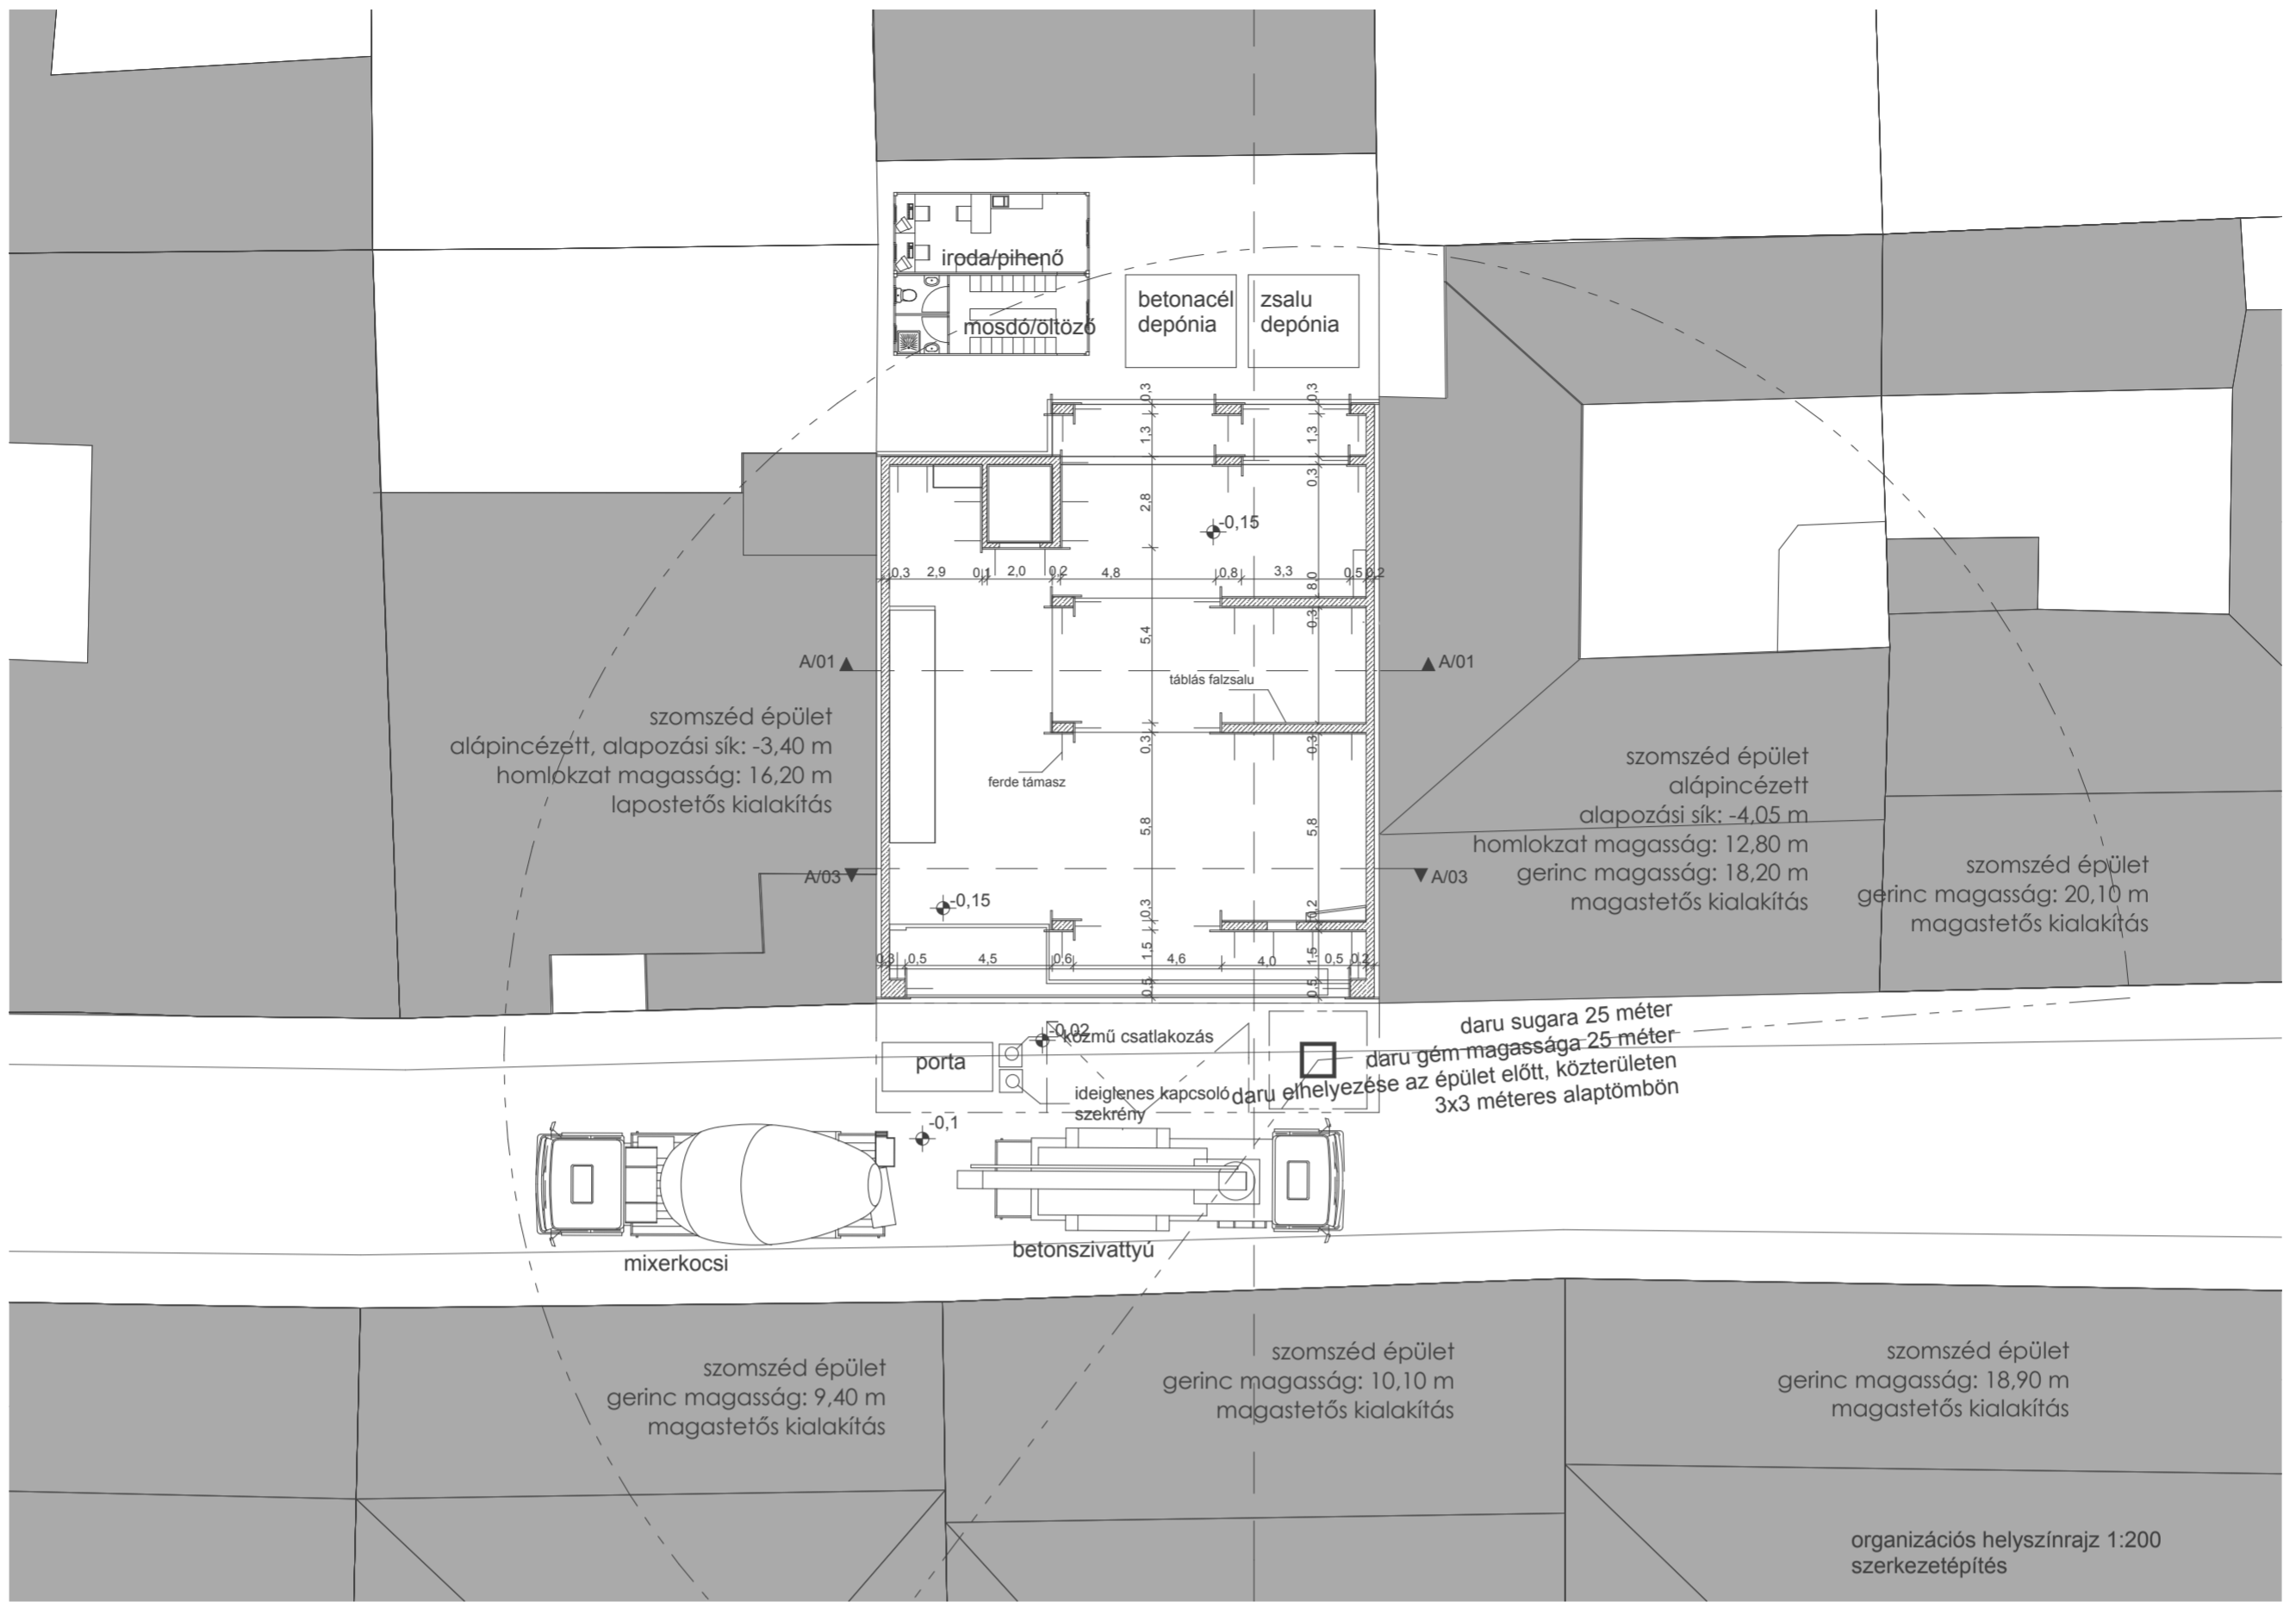 iroda/pihenő
mosdó/öltöző
betonacél
depónia
zsalu
depónia
0,3
0,3
1,3
1,3
0,3
2,8
-0,15
0,3
2,9
0,1
2,0
0,2
4,8
0,8
3,3
0,5
0,2
8,0
0,3
5,4
A/01
A/01
táblás falzsalu
szomszéd épület
alápincézett, alapozási sík: -3,40 m
homlokzat magasság: 16,20 m
lapostetős kialakítás
0,3
0,3
ferde támasz
szomszéd épület
alápincézett
alapozási sík: -4,05 m
homlokzat magasság: 12,80 m
gerinc magasság: 18,20 m
magastetős kialakítás
5,8
5,8
A/03
A/03
szomszéd épület
gerinc magasság: 20,10 m
magastetős kialakítás
-0,15
0,3
0,2
1,5
1,5
0,3
0,5
4,5
0,6
4,6
4,0
0,5
0,2
0,5
0,5
daru sugara 25 méter
daru gém magassága 25 méter
daru elhelyezése az épület előtt, közterületen
3x3 méteres alaptömbön
-0,02
közmű csatlakozás
porta
ideiglenes kapcsoló
szekrény
-0,1
mixerkocsi
betonszivattyú
szomszéd épület
gerinc magasság: 9,40 m
magastetős kialakítás
szomszéd épület
gerinc magasság: 10,10 m
magastetős kialakítás
szomszéd épület
gerinc magasság: 18,90 m
magastetős kialakítás
organizációs helyszínrajz 1:200
szerkezetépítés